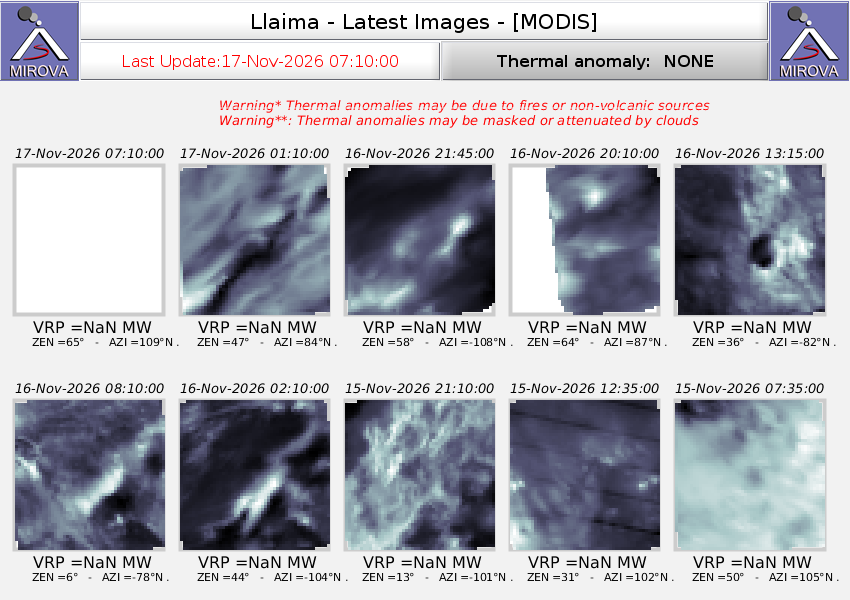 Llaima - Latest Images - [MODIS]
MIROVA
Last Update:17-Nov-2026 07:10:00
Thermal anomaly: NONE
MIROVA
Warning* Thermal anomalies may be due to fires or non-volcanic sources
Warning**: Thermal anomalies may be masked or attenuated by clouds
17-Nov-2026 07:10:00 17-Nov-2026 01:10:00 16-Nov-2026 21:45:00 16-Nov-2026 20:10:00 16-Nov-2026 13:15:00
VRP =NaN MW VRP =NaN MW VRP =NaN MW VRP =NaN MW VRP =NaN MW
ZEN =65° - AZI =109°N . ZEN =47° - AZI =84°N . ZEN =58° - AZI =-108°N . ZEN =64° - AZI =87°N . ZEN =36° - AZI =-82°N .
16-Nov-2026 08:10:00 16-Nov-2026 02:10:00 15-Nov-2026 21:10:00 15-Nov-2026 12:35:00 15-Nov-2026 07:35:00
VRP =NaN MW VRP =NaN MW VRP =NaN MW VRP =NaN MW VRP =NaN MW
ZEN =6° - AZI =-78°N . ZEN =44° - AZI =-104°N . ZEN =13° - AZI =-101°N . ZEN =31° - AZI =102°N . ZEN =50° - AZI =105°N .